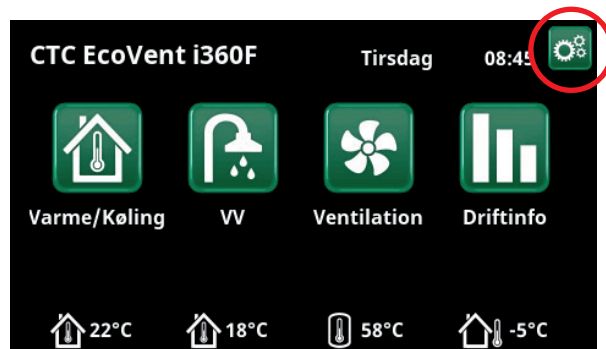 CTC EcoVent i360F Tirsdag 08:45
Varme/Køling VV Ventilation Driftinfo
22°C 18°C 58°C -5°C